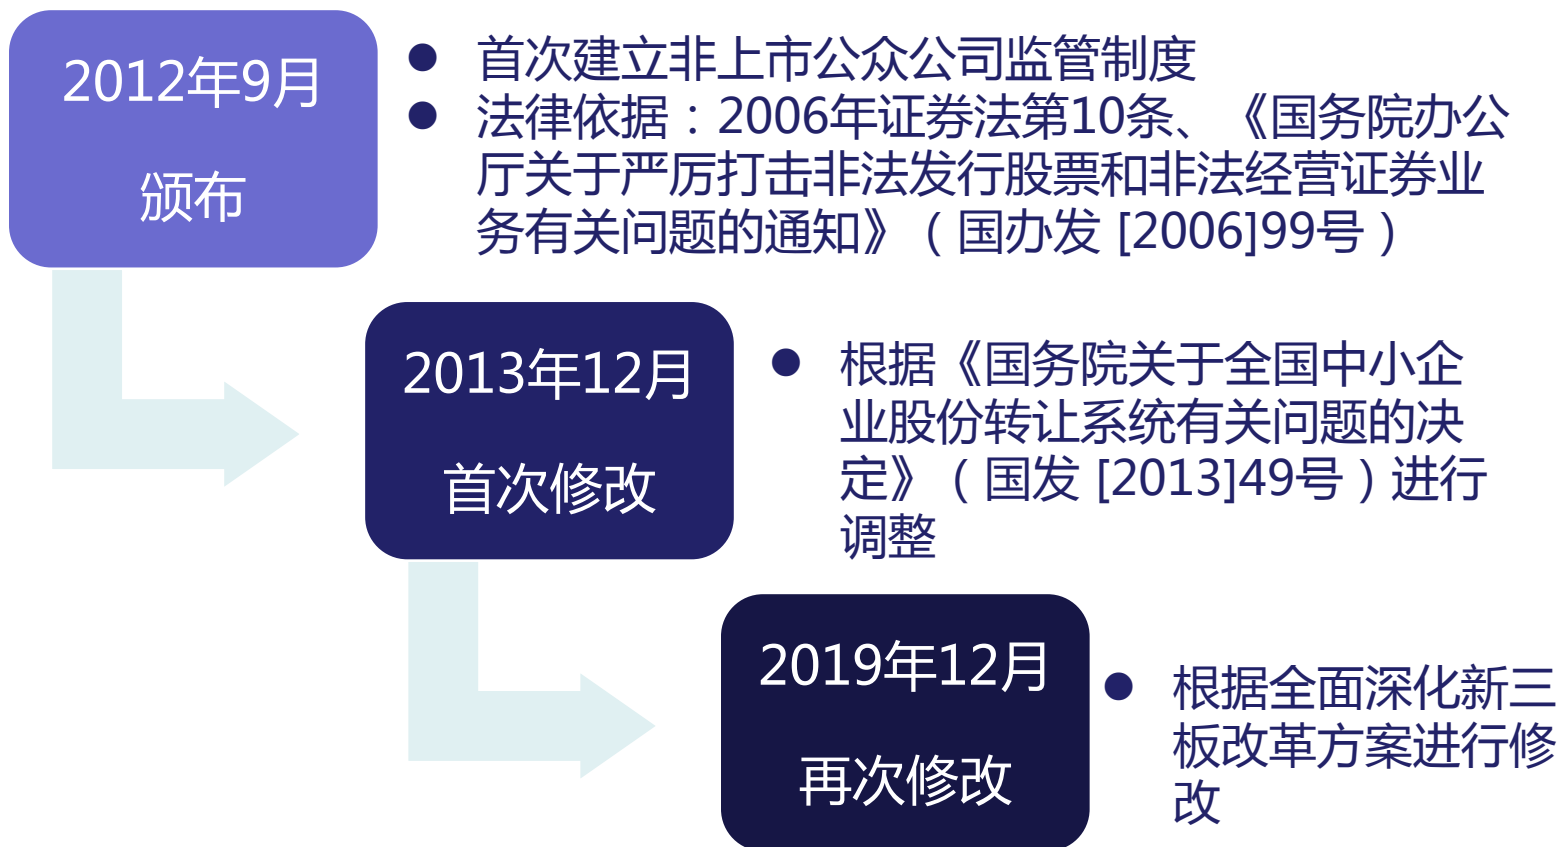 2012年9月
颁布
● 首次建立非上市公众公司监管制度
● 法律依据：2006年证券法第10条、《国务院办公
厅关于严厉打击非法发行股票和非法经营证券业
务有关问题的通知》（国办发 [2006]99号）
2013年12月
首次修改
● 根据《国务院关于全国中小企
业股份转让系统有关问题的决
定》（国发 [2013]49号）进行
调整
2019年12月
再次修改
● 根据全面深化新三
板改革方案进行修
改